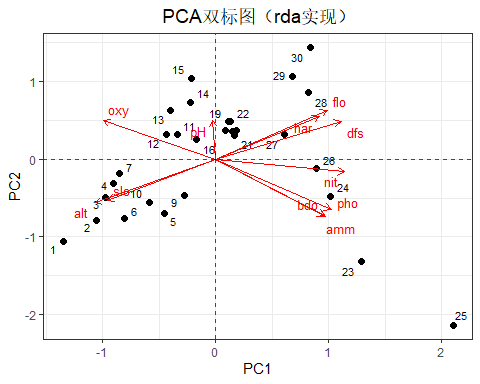 PCA双标图（rda实现）
30
15
29
1
14
oxy
13
28
flo
19
22
har
dfs
11
pH
12
16
21
27
0
7
26
4
slo
10
nit
24
3
9
bdo
pho
alt
6
5
2
amm
-1
1
23
-2
25
-1
0
1
2
PC2
PC1